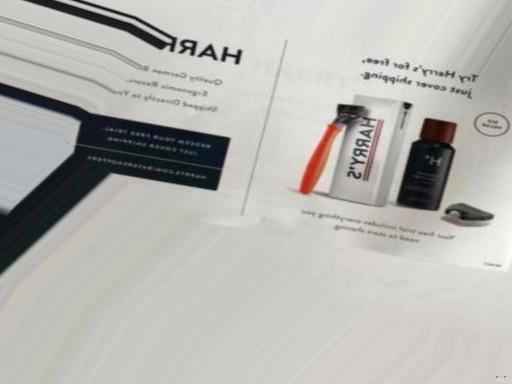 HARR
Quality German B
Ergonomic Razors.
Shipped Directly to You
REDEEM YOUR FREE TRIAL.
JUST COVER SHIPPING.
Try Harry's for free,
just cover shipping.
HARRY'S
H'
Your free trial includes everything you
need to start shaving.